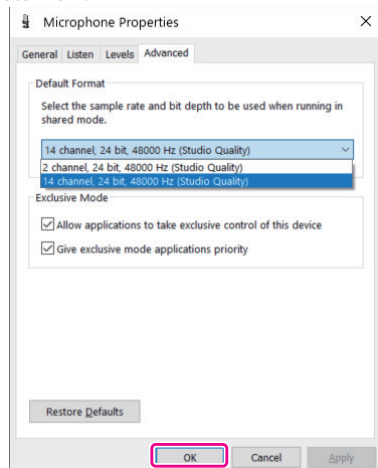 Microphone Properties
General Listen Levels Advanced
Default Format
Select the sample rate and bit depth to be used when running in
shared mode.
14 channel, 24 bit, 48000 Hz (Studio Quality)
2 channel, 24 bit, 48000 Hz (Studio Quality)
14 channel, 24 bit, 48000 Hz (Studio Quality)
Exclusive Mode
Allow applications to take exclusive control of this device
Give exclusive mode applications priority
Restore Defaults
OK Cancel Apply